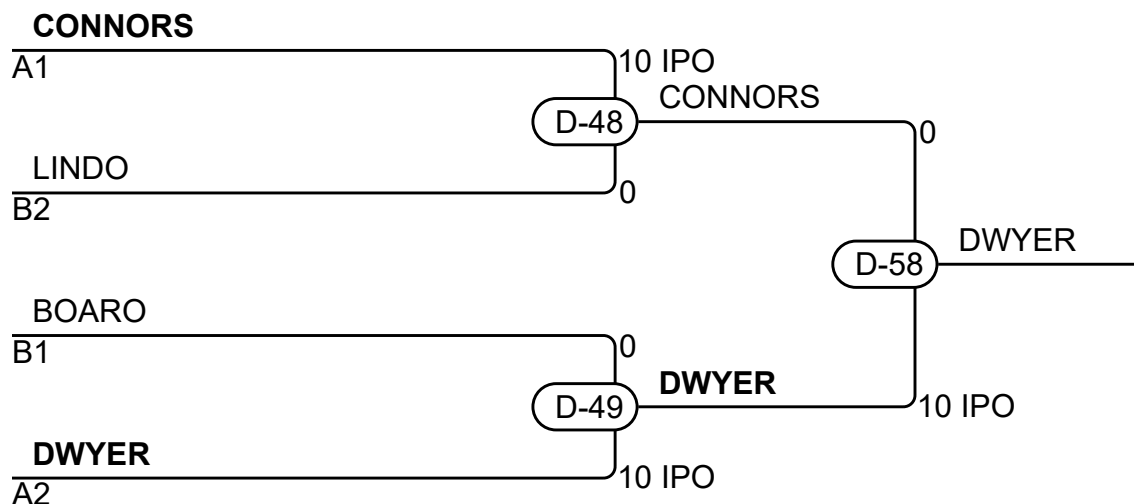 CONNORS
A1
10 IPO
CONNORS
D-48
0
LINDO
B2
0
DWYER
D-58
BOARO
B1
0
DWYER
D-49
10 IPO
DWYER
A2
10 IPO